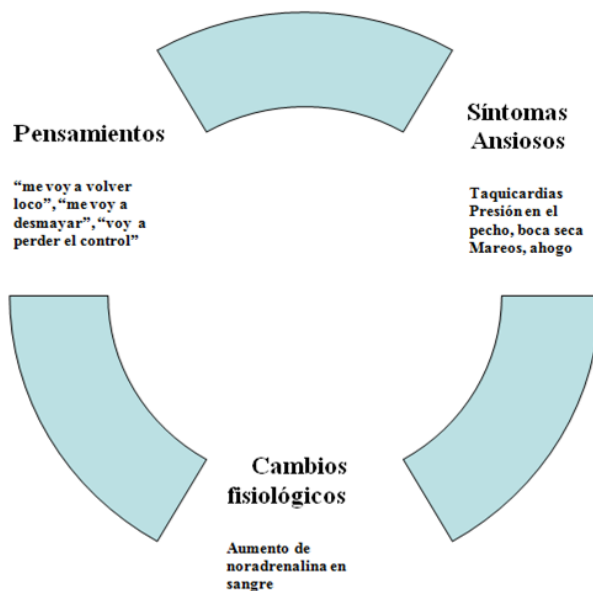 Pensamientos
"me voy a volver
loco", "me voy a
desmayar", "voy a
perder el control"
Síntomas
Ansiosos
Taquicardias
Presión en el
pecho, boca seca
Mareos, ahogo
Cambios
fisiológicos
Aumento de
noradrenalina en
sangre